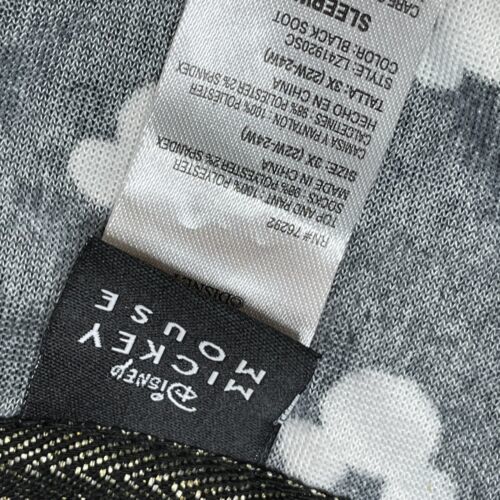 RN# 76292
TOP AND PANT: 100% POLYESTER
SOCKS: 98% POLYESTER 2% SPANDEX
MADE IN CHINA
SIZE: 3X (22W-24W)
CAMISA Y PANTALON: 100% POLYESTER
CALCETINES: 98% POLYESTER 2% SPANDEX
HECHO EN CHINA
TALLA: 3X (22W-24W)
STYLE: LZ41920SC
COLOR: BLACK SOOT
©DISNEY
Disney
MICKEY
MOUSE